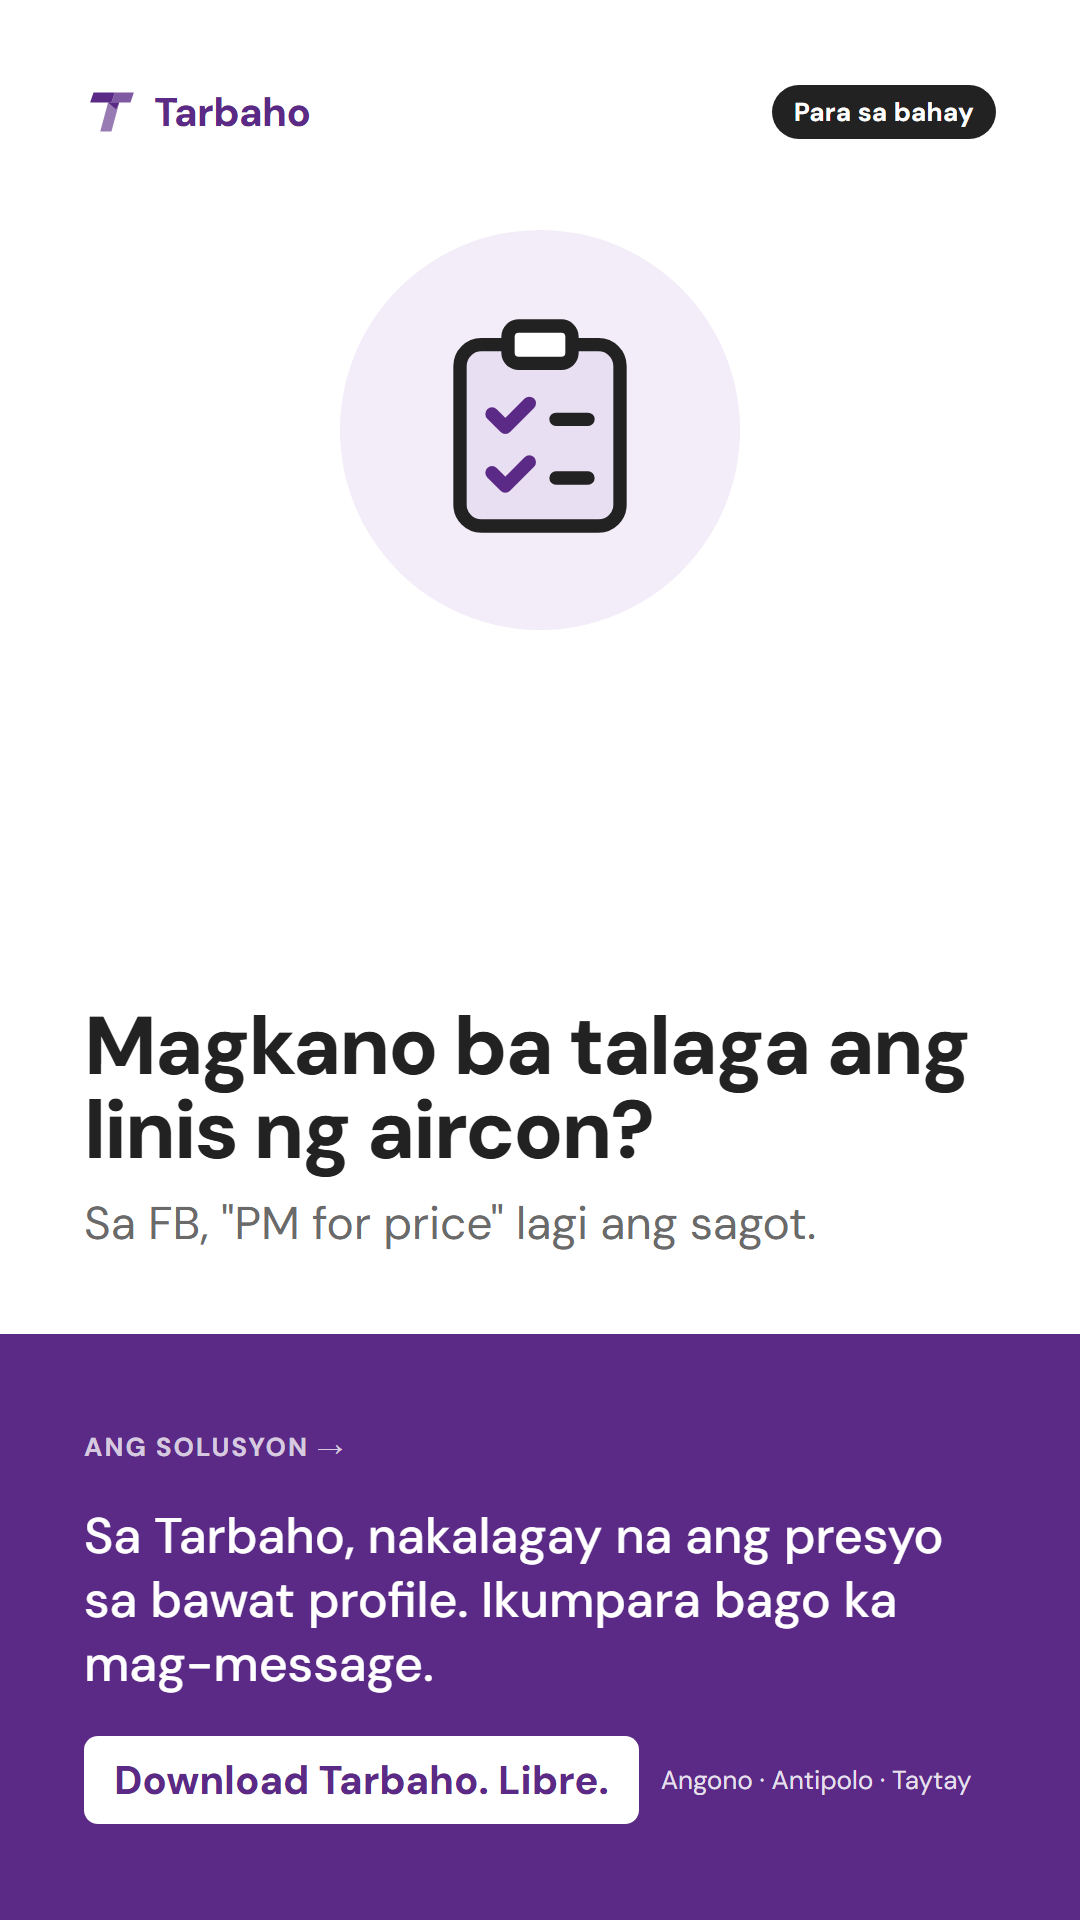 Tarbaho
Para sa bahay
Magkano ba talaga ang
linis ng aircon?
Sa FB, "PM for price" lagi ang sagot.
ANG SOLUSYON →
Sa Tarbaho, nakalagay na ang presyo
sa bawat profile. Ikumpara bago ka
mag-message.
Download Tarbaho. Libre.
Angono · Antipolo · Taytay